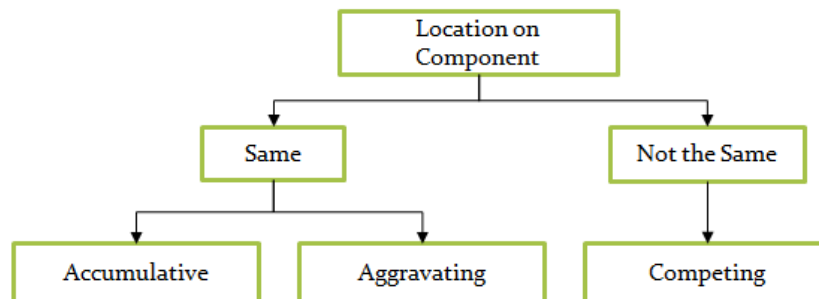 Location on
Component
Same
Not the Same
Accumulative
Aggravating
Competing